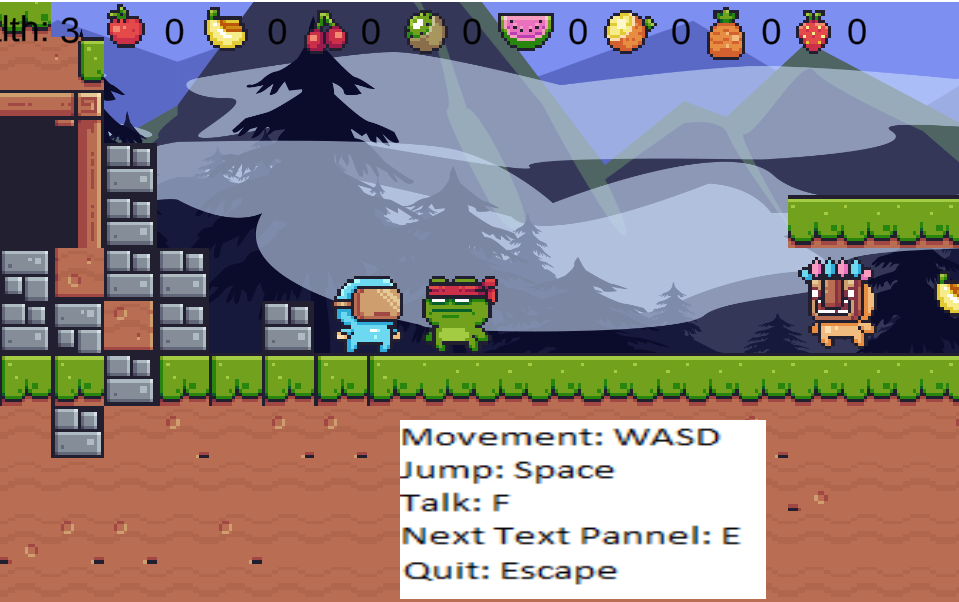 lth: 3 0 0 0 0 0 0 0 0
Movement: WASD
Jump: Space
Talk: F
Next Text Pannel: E
Quit: Escape